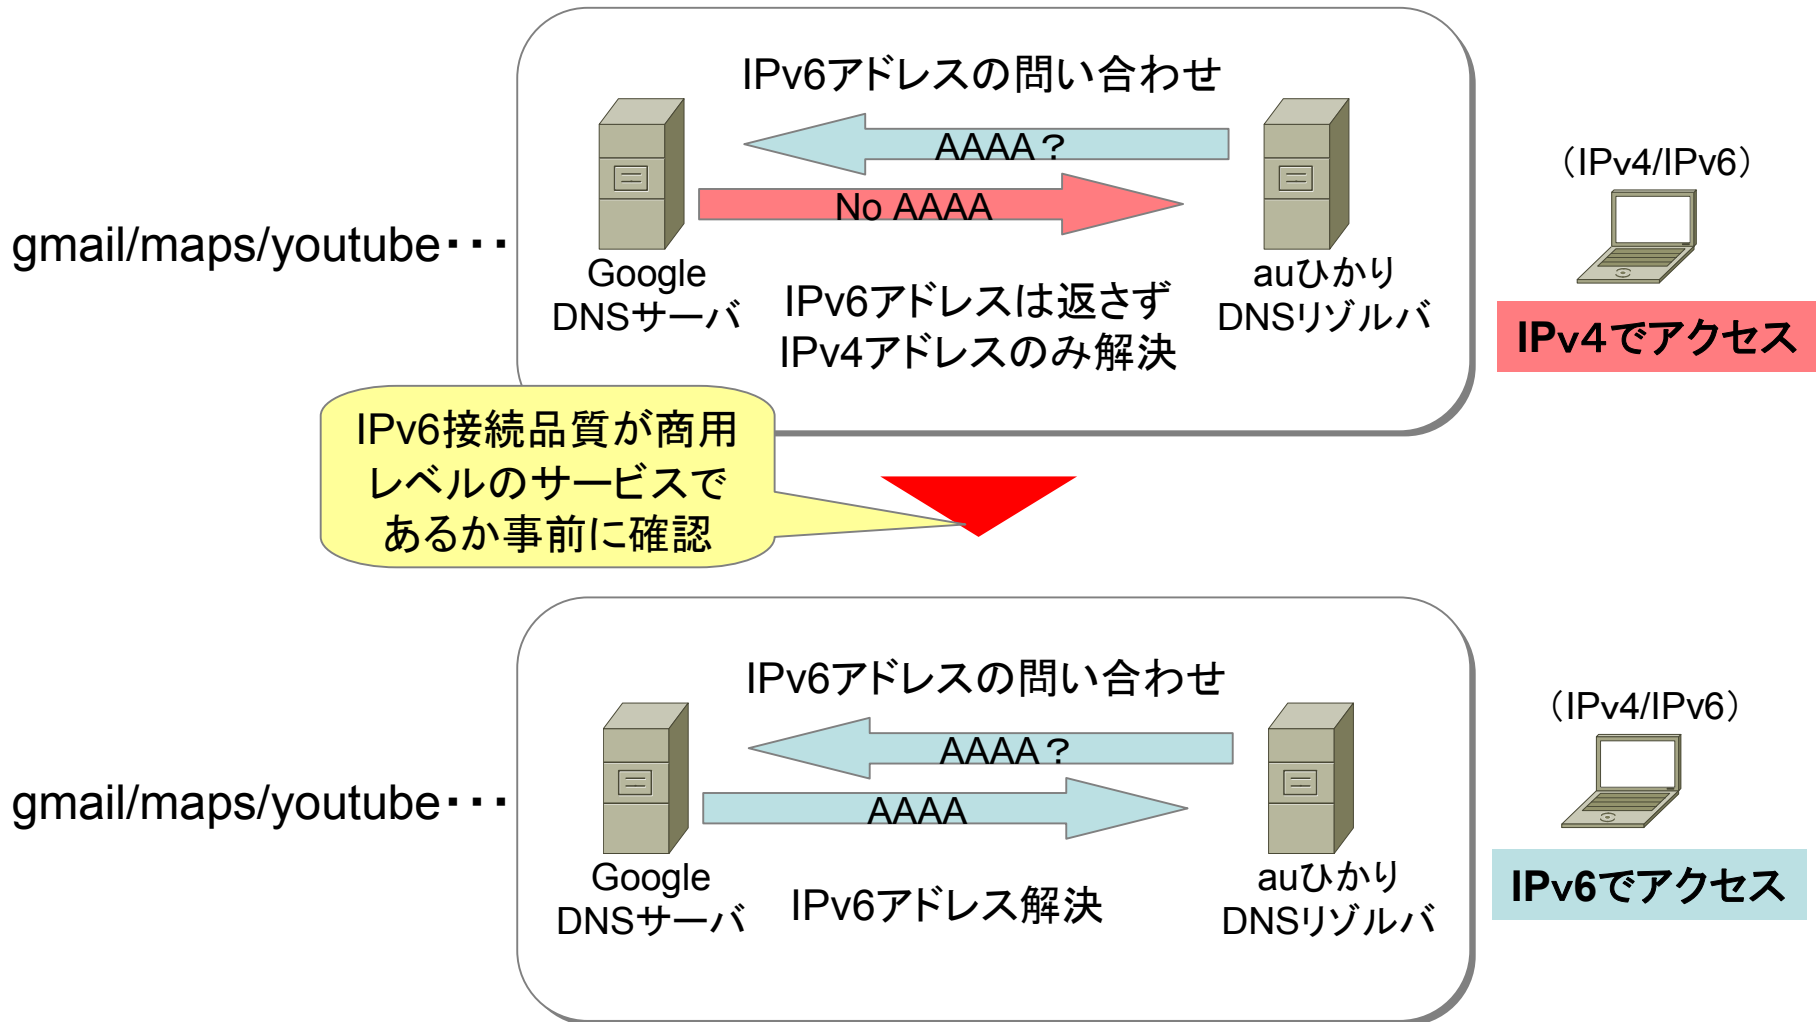 IPv6アドレスの問い合わせ
AAAA？
No AAAA
（IPv4/IPv6）
gmail/maps/youtube・・・
Google
DNSサーバ
IPv6アドレスは返さず
IPv4アドレスのみ解決
auひかり
DNSリゾルバ
IPv4でアクセス
IPv6接続品質が商用
レベルのサービスで
あるか事前に確認
IPv6アドレスの問い合わせ
AAAA？
AAAA
（IPv4/IPv6）
gmail/maps/youtube・・・
Google
DNSサーバ
IPv6アドレス解決
auひかり
DNSリゾルバ
IPv6でアクセス